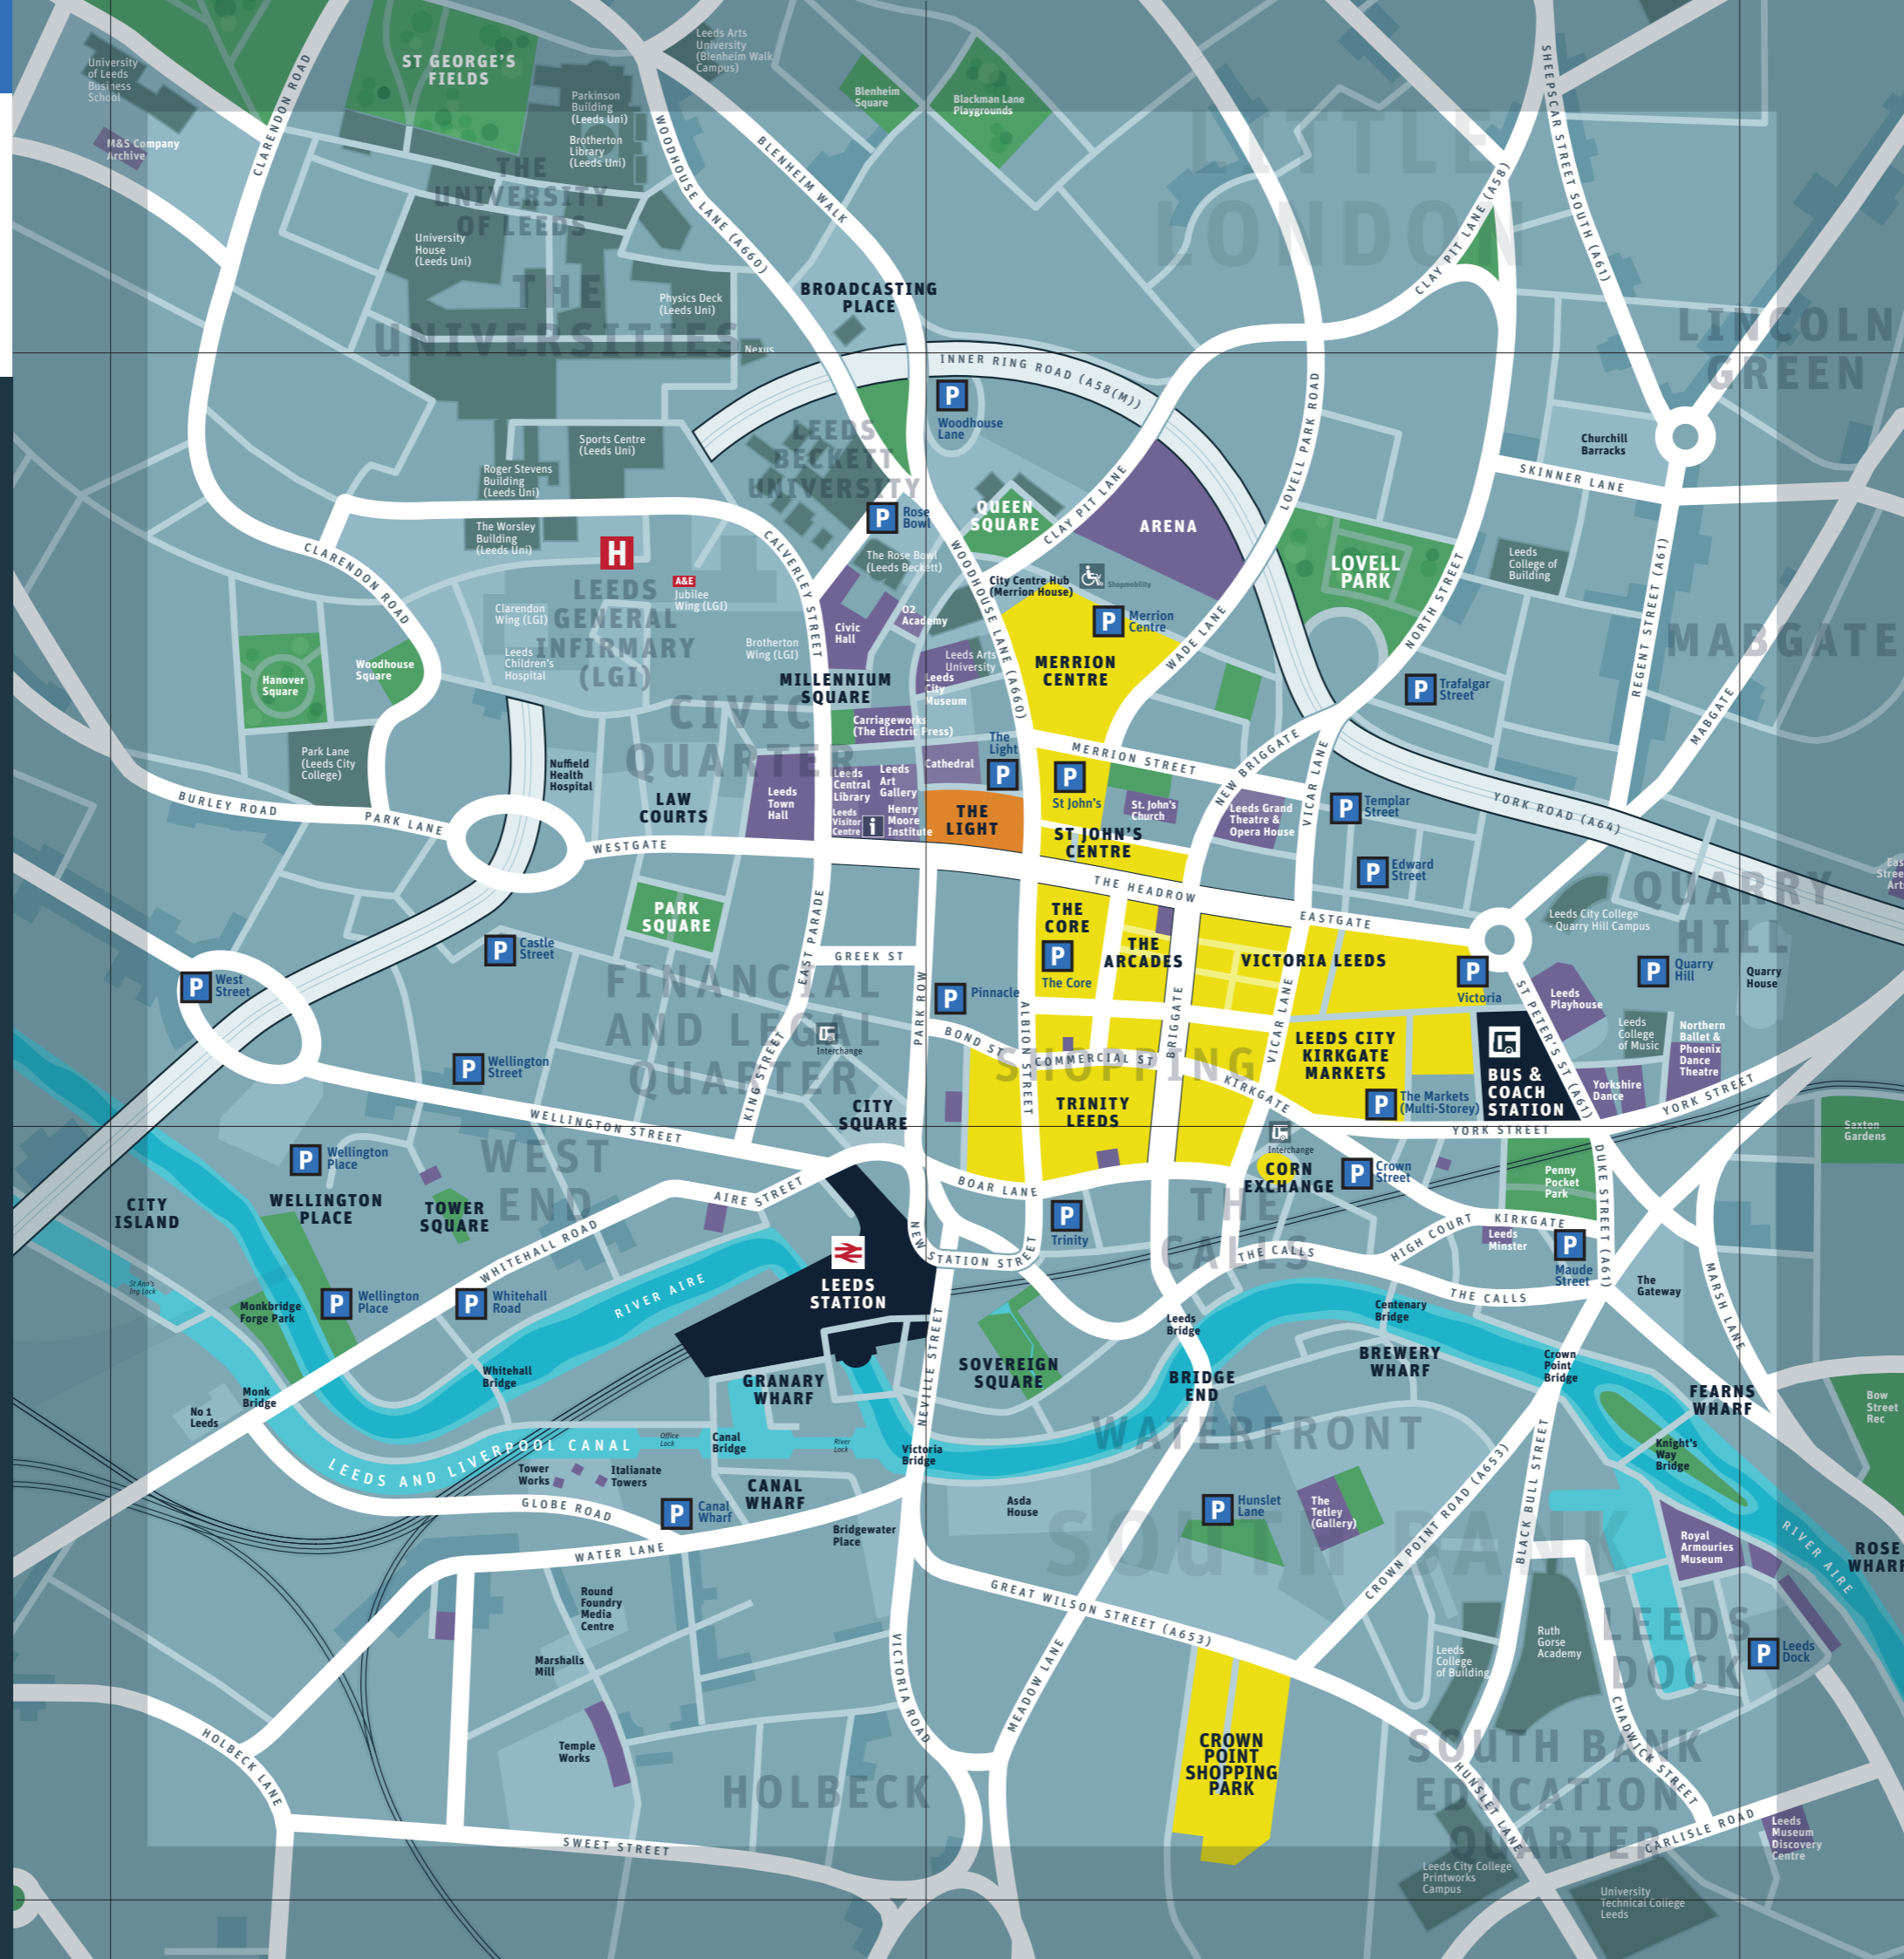 University
of Leeds
Business
School
M&S Company
Archive
CLARENDON ROAD
ST GEORGE'S
FIELDS
Parkinson
Building
(Leeds Uni)
Brotherton
Library
(Leeds Uni)
Leeds Arts
University
(Blenheim Walk
Campus)
Blenheim
Square
Blackman Lane
Playgrounds
LITTLE
LONDON
SHEEPSCAR STREET SOUTH (A61)
THE
UNIVERSITY
OF LEEDS
University
House
(Leeds Uni)
WOODHOUSE LANE (A660)
BLENHEIM WALK
CLAY PIT LANE (A58)
THE
UNIVERSITIES
Physics Deck
(Leeds Uni)
Nexus
BROADCASTING
PLACE
LINCOLN
GREEN
INNER RING ROAD (A58(M))
P
Woodhouse
Lane
LEEDS
BECKETT
UNIVERSITY
Sports Centre
(Leeds Uni)
Roger Stevens
Building
(Leeds Uni)
The Worsley
Building
(Leeds Uni)
P
Rose
Bowl
The Rose Bowl
(Leeds Beckett)
QUEEN
SQUARE
CLAY PIT LANE
ARENA
LOVELL PARK ROAD
LOVELL
PARK
Churchill
Barracks
SKINNER LANE
Leeds
College of
Building
NORTH STREET
REGENT STREET (A61)
MABGATE
MABGATE
CLARENDON ROAD
H
A&E
Jubilee
Wing (LGI)
LEEDS
GENERAL
INFIRMARY
(LGI)
Clarendon
Wing (LGI)
Leeds
Children's
Hospital
Brotherton
Wing (LGI)
CALVERLEY STREET
Civic
Hall
O2
Academy
Leeds Arts
University
Leeds
City
Museum
WOODHOUSE LANE (A660)
City Centre Hub
(Merrion House)
Shopmobility
P
Merrion
Centre
MERRION
CENTRE
WADE LANE
P
Trafalgar
Street
Hanover
Square
Woodhouse
Square
Park Lane
(Leeds City
College)
MILLENNIUM
SQUARE
Carriageworks
(The Electric Press)
CIVIC
QUARTER
Nuffield
Health
Hospital
LAW
COURTS
Leeds
Town
Hall
Leeds
Central
Library
Leeds
Art
Gallery
Leeds
Visitor
Centre
i
Henry
Moore
Institute
Cathedral
The
Light
P
THE
LIGHT
P
St John's
MERRION STREET
St. John's
Church
ST JOHN'S
CENTRE
NEW BRIGGATE
Leeds Grand
Theatre &
Opera House
VICAR LANE
P
Templar
Street
P
Edward
Street
YORK ROAD (A64)
BURLEY ROAD
PARK LANE
WESTGATE
THE HEADROW
EASTGATE
QUARRY
HILL
Leeds City College
- Quarry Hill Campus
PARK
SQUARE
EAST PARADE
GREEK ST
PARK ROW
P
Castle
Street
P
West
Street
P
Wellington
Street
FINANCIAL
AND LEGAL
QUARTER
Interchange
KING STREET
P
Pinnacle
BOND ST
ALBION STREET
THE
CORE
P
The Core
THE
ARCADES
BRIGGATE
VICTORIA LEEDS
VICAR LANE
P
Victoria
ST PETER'S ST (A61)
Leeds
Playhouse
P
Quarry
Hill
Quarry
House
Leeds
College
of Music
Northern
Ballet &
Phoenix
Dance
Theatre
Yorkshire
Dance
LEEDS CITY
KIRKGATE
MARKETS
BUS &
COACH
STATION
P
The Markets
(Multi-Storey)
SHOPPING
COMMERCIAL ST
KIRKGATE
TRINITY
LEEDS
CITY
SQUARE
WELLINGTON STREET
YORK STREET
YORK STREET
Saxton
Gardens
Interchange
CORN
EXCHANGE
P
Crown
Street
Penny
Pocket
Park
DUKE STREET (A61)
P
Wellington
Place
WEST
END
CITY
ISLAND
WELLINGTON
PLACE
TOWER
SQUARE
AIRE STREET
WHITEHALL ROAD
BOAR LANE
NEW STATION STREET
P
Trinity
THE
CALLS
THE CALLS
HIGH COURT
KIRKGATE
Leeds
Minster
P
Maude
Street
THE CALLS
The
Gateway
MARSH LANE
St Ann's
Ing Lock
Monkbridge
Forge Park
P
Wellington
Place
P
Whitehall
Road
RIVER AIRE
LEEDS
STATION
NEVILLE STREET
Leeds
Bridge
Centenary
Bridge
Crown
Point
Bridge
Whitehall
Bridge
Monk
Bridge
No 1
Leeds
GRANARY
WHARF
SOVEREIGN
SQUARE
BRIDGE
END
BREWERY
WHARF
FEARNS
WHARF
Bow
Street
Rec
WATERFRONT
LEEDS AND LIVERPOOL CANAL
Office
Lock
Canal
Bridge
River
Lock
Victoria
Bridge
Knight's
Way
Bridge
Tower
Works
Italianate
Towers
GLOBE ROAD
P
Canal
Wharf
CANAL
WHARF
Bridgewater
Place
Asda
House
SOUTH BANK
P
Hunslet
Lane
The
Tetley
(Gallery)
CROWN POINT ROAD (A653)
BLACK BULL STREET
Royal
Armouries
Museum
RIVER AIRE
WATER LANE
Round
Foundry
Media
Centre
Marshalls
Mill
Temple
Works
GREAT WILSON STREET (A653)
VICTORIA ROAD
MEADOW LANE
Leeds
College
of Building
Ruth
Gorse
Academy
LEEDS
DOCK
P
Leeds
Dock
HOLBECK LANE
HOLBECK
SWEET STREET
CROWN
POINT
SHOPPING
PARK
SOUTH BANK
EDUCATION
QUARTER
HUNSLET LANE
CHADWICK STREET
CARLISLE ROAD
Leeds
Museum
Discovery
Centre
Leeds City College
Printworks
Campus
University
Technical College
Leeds